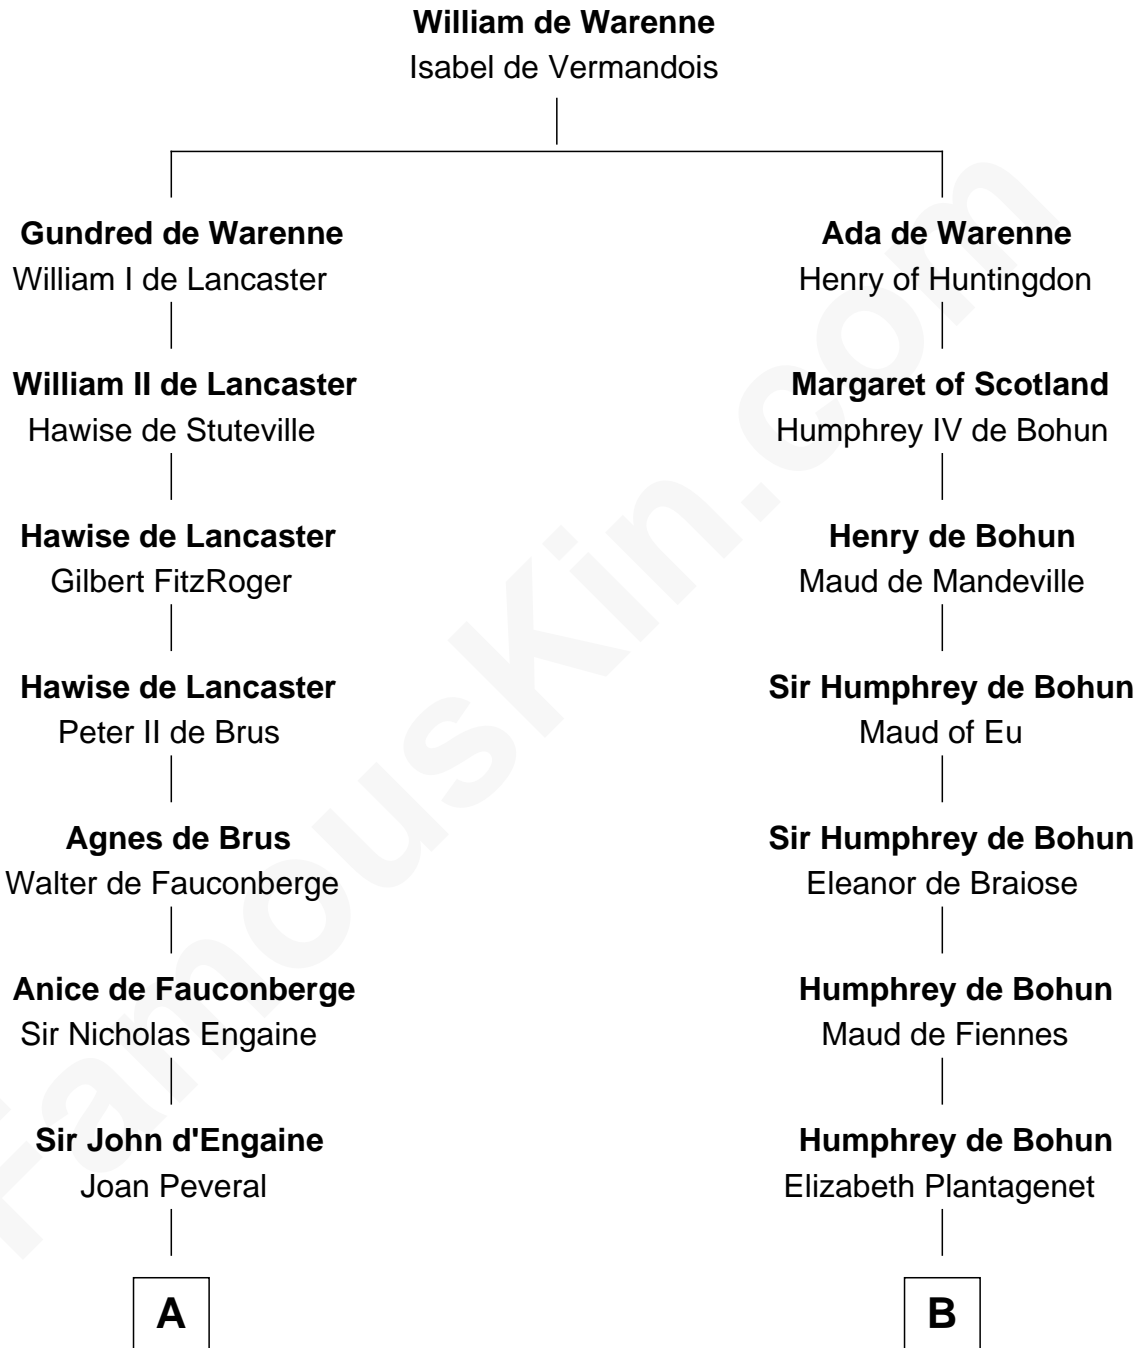 William de Warenne
Isabel de Vermandois
Gundred de Warenne
William I de Lancaster
William II de Lancaster
Hawise de Stuteville
Hawise de Lancaster
Gilbert FitzRoger
Hawise de Lancaster
Peter II de Brus
Agnes de Brus
Walter de Fauconberge
Anice de Fauconberge
Sir Nicholas Engaine
Sir John d'Engaine
Joan Peveral
A
Ada de Warenne
Henry of Huntingdon
Margaret of Scotland
Humphrey IV de Bohun
Henry de Bohun
Maud de Mandeville
Sir Humphrey de Bohun
Maud of Eu
Sir Humphrey de Bohun
Eleanor de Braiose
Humphrey de Bohun
Maud de Fiennes
Humphrey de Bohun
Elizabeth Plantagenet
B
FamousKin.com